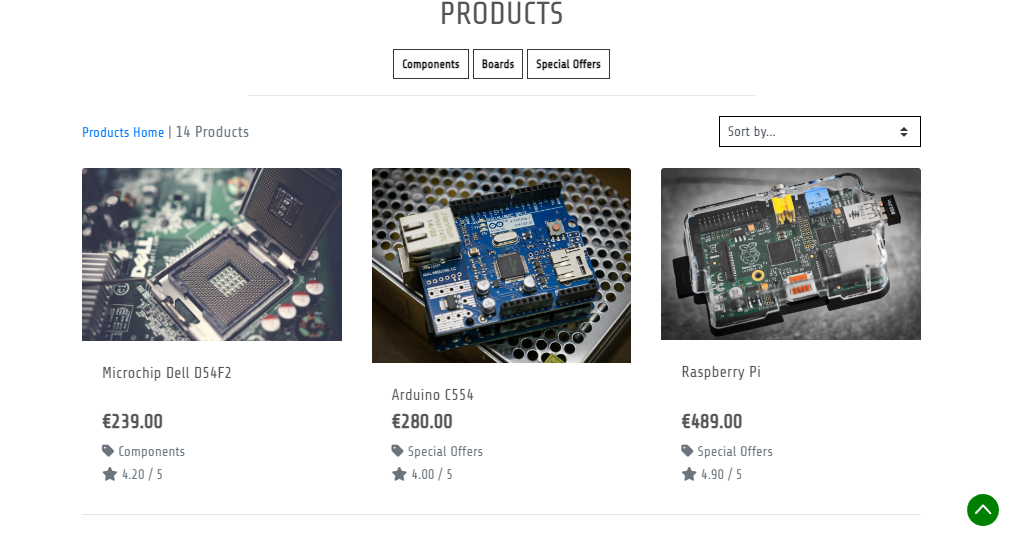 PRODUCTS
Components Boards Special Offers
Products Home | 14 Products
Sort by...
DELL
Microchip Dell D54F2
€239.00
Components
4.20 / 5
Arduino C554
€280.00
Special Offers
4.00 / 5
Raspberry Pi
€489.00
Special Offers
4.90 / 5